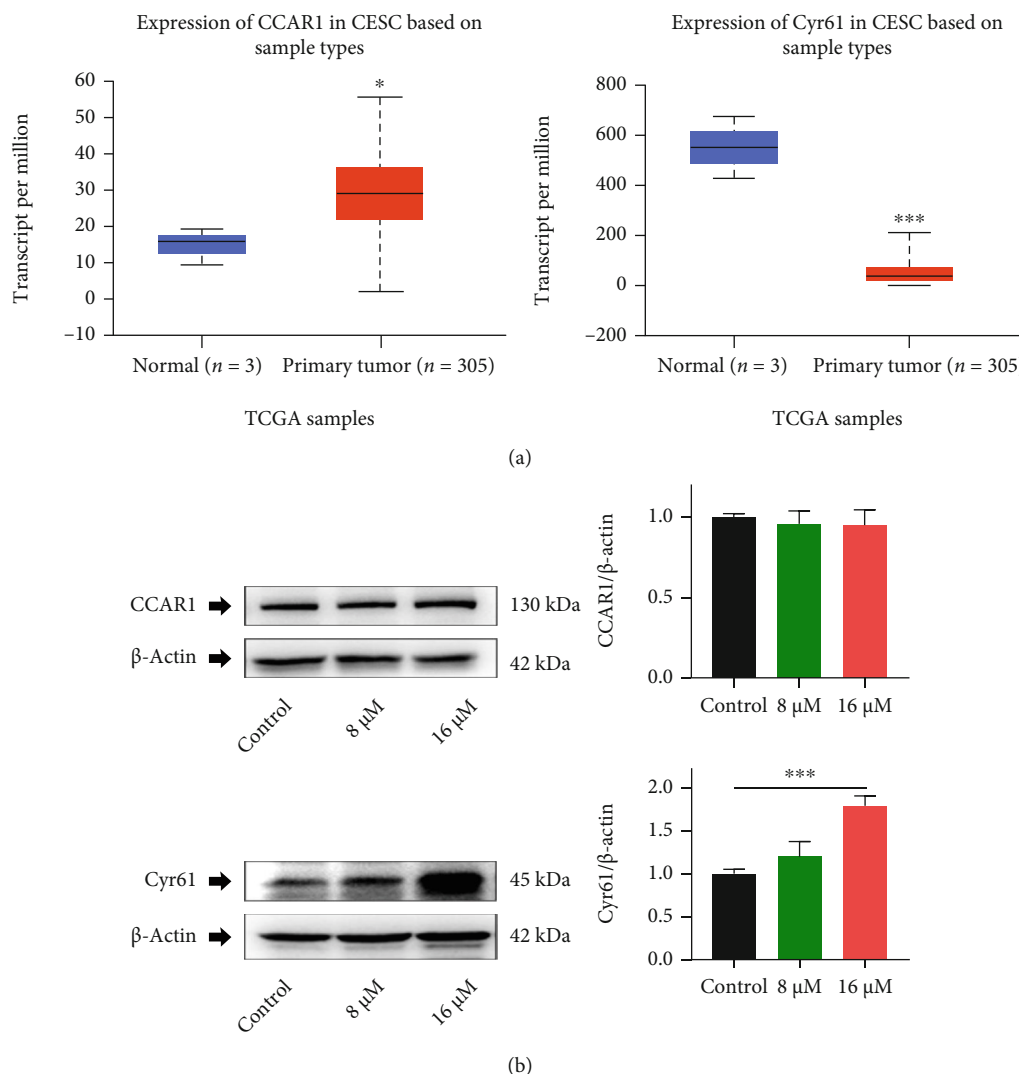 Expression of CCAR1 in CESC based on
sample types
60
50
40
30
20
10
0
–10
Transcript per million
*
Normal (n = 3)
Primary tumor (n = 305)
TCGA samples
Expression of Cyr61 in CESC based on
sample types
800
600
400
200
0
–200
Transcript per million
***
Normal (n = 3)
Primary tumor (n = 305
TCGA samples
(a)
CCAR1
130 kDa
β-Actin
42 kDa
Control
8 μM
16 μM
1.0
0.5
0.0
CCAR1/β-actin
Control
8 μM
16 μM
Cyr61
45 kDa
β-Actin
42 kDa
Control
8 μM
16 μM
2.0
1.5
1.0
0.5
0.0
Cyr61/β-actin
***
Control
8 μM
16 μM
(b)